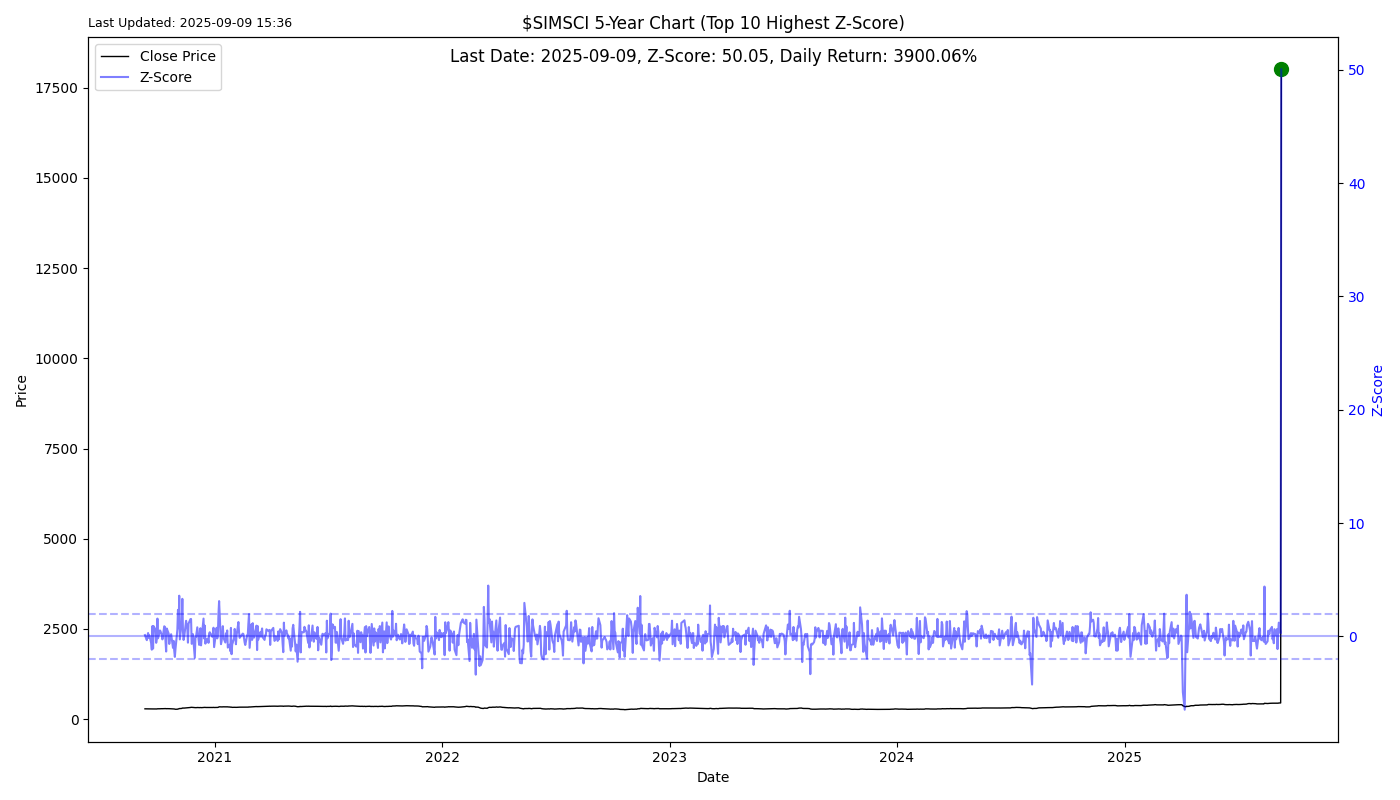 Last Updated: 2025-09-09 15:36
$SIMSCI 5-Year Chart (Top 10 Highest Z-Score)
Last Date: 2025-09-09, Z-Score: 50.05, Daily Return: 3900.06%
Close Price
Z-Score
17500
15000
12500
10000
7500
5000
2500
0
Price
50
40
30
20
10
0
Z-Score
2021
2022
2023
2024
2025
Date